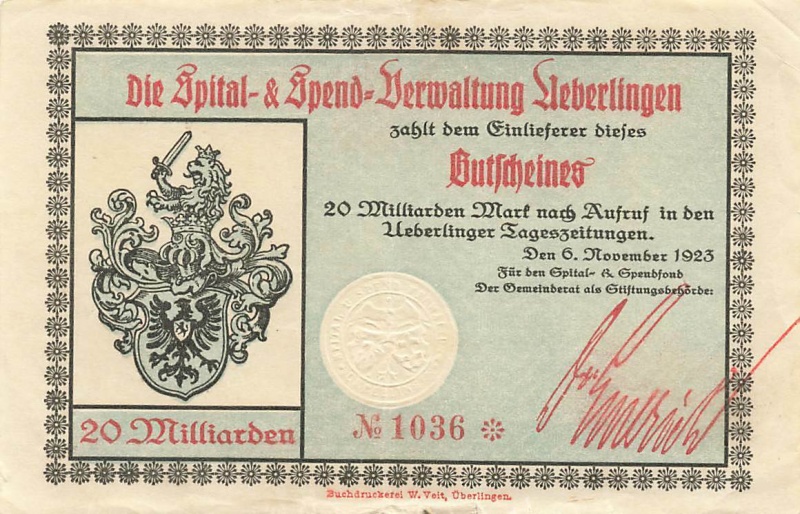 Die Spital- & Spend-Verwaltung Ueberlingen
zahlt dem Einlieferer dieses
Gutscheines
20 Milliarden Mark nach Aufruf in den
Ueberlinger Tageszeitungen.
Den 6. November 1923
Für den Spital- & Spendfond
Der Gemeinderat als Stiftungsbehörde:
20 Milliarden
№ 1036 *
Buchdruckerei W. Veit, Überlingen.